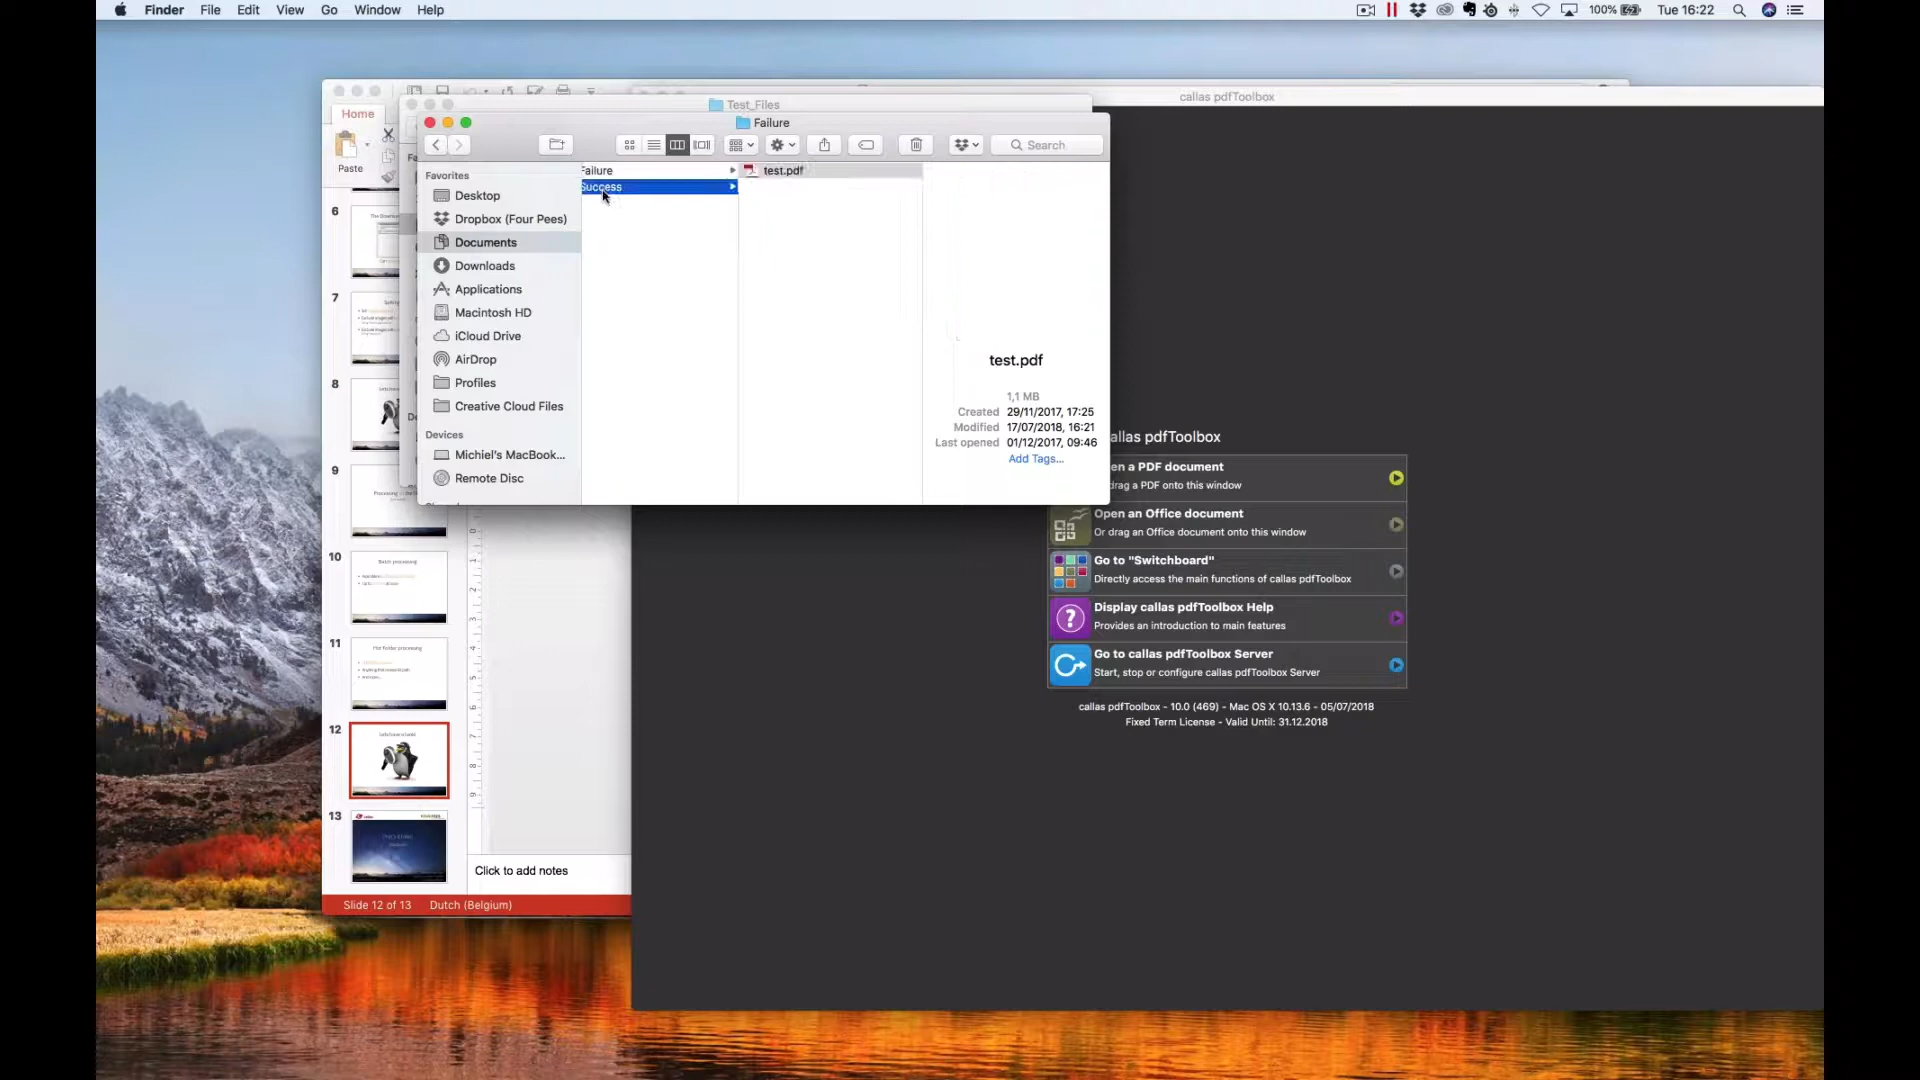 Finder File Edit View Go Window Help
100% Tue 16:22
callas pdfToolbox
Test_Files
Failure
Search
Home
Paste
Favorites
Desktop
Dropbox (Four Pees)
Documents
Downloads
Applications
Macintosh HD
iCloud Drive
AirDrop
Profiles
Creative Cloud Files
Devices
Michiel's MacBook...
Remote Disc
Failure
Success
test.pdf
test.pdf
1,1 MB
Created 29/11/2017, 17:25
Modified 17/07/2018, 16:21
Last opened 01/12/2017, 09:46
Add Tags...
6
7
8
9
10
Batch processing
11
Hot Folder processing
12
13
Click to add notes
Slide 12 of 13 Dutch (Belgium)
allas pdfToolbox
en a PDF document
drag a PDF onto this window
Open an Office document
Or drag an Office document onto this window
Go to "Switchboard"
Directly access the main functions of callas pdfToolbox
Display callas pdfToolbox Help
Provides an introduction to main features
Go to callas pdfToolbox Server
Start, stop or configure callas pdfToolbox Server
callas pdfToolbox - 10.0 (469) - Mac OS X 10.13.6 - 05/07/2018
Fixed Term License - Valid Until: 31.12.2018